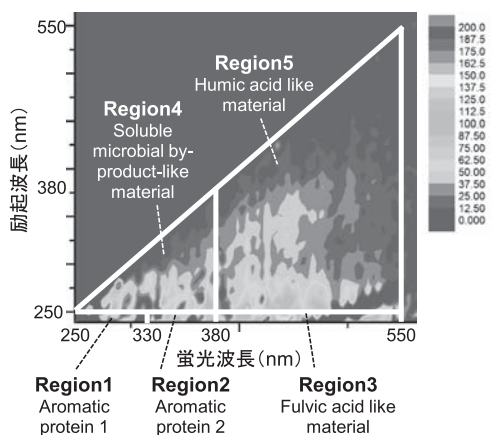 550
380
250
励起波長(nm)
Region5
Humic acid like
material
Region4
Soluble
microbial by-
product-like
material
250
330
380
550
蛍光波長(nm)
Region1
Aromatic
protein 1
Region2
Aromatic
protein 2
Region3
Fulvic acid like
material
200.0
187.5
175.0
162.5
150.0
137.5
125.0
112.5
100.0
87.50
75.00
62.50
50.00
37.50
25.00
12.50
0.000